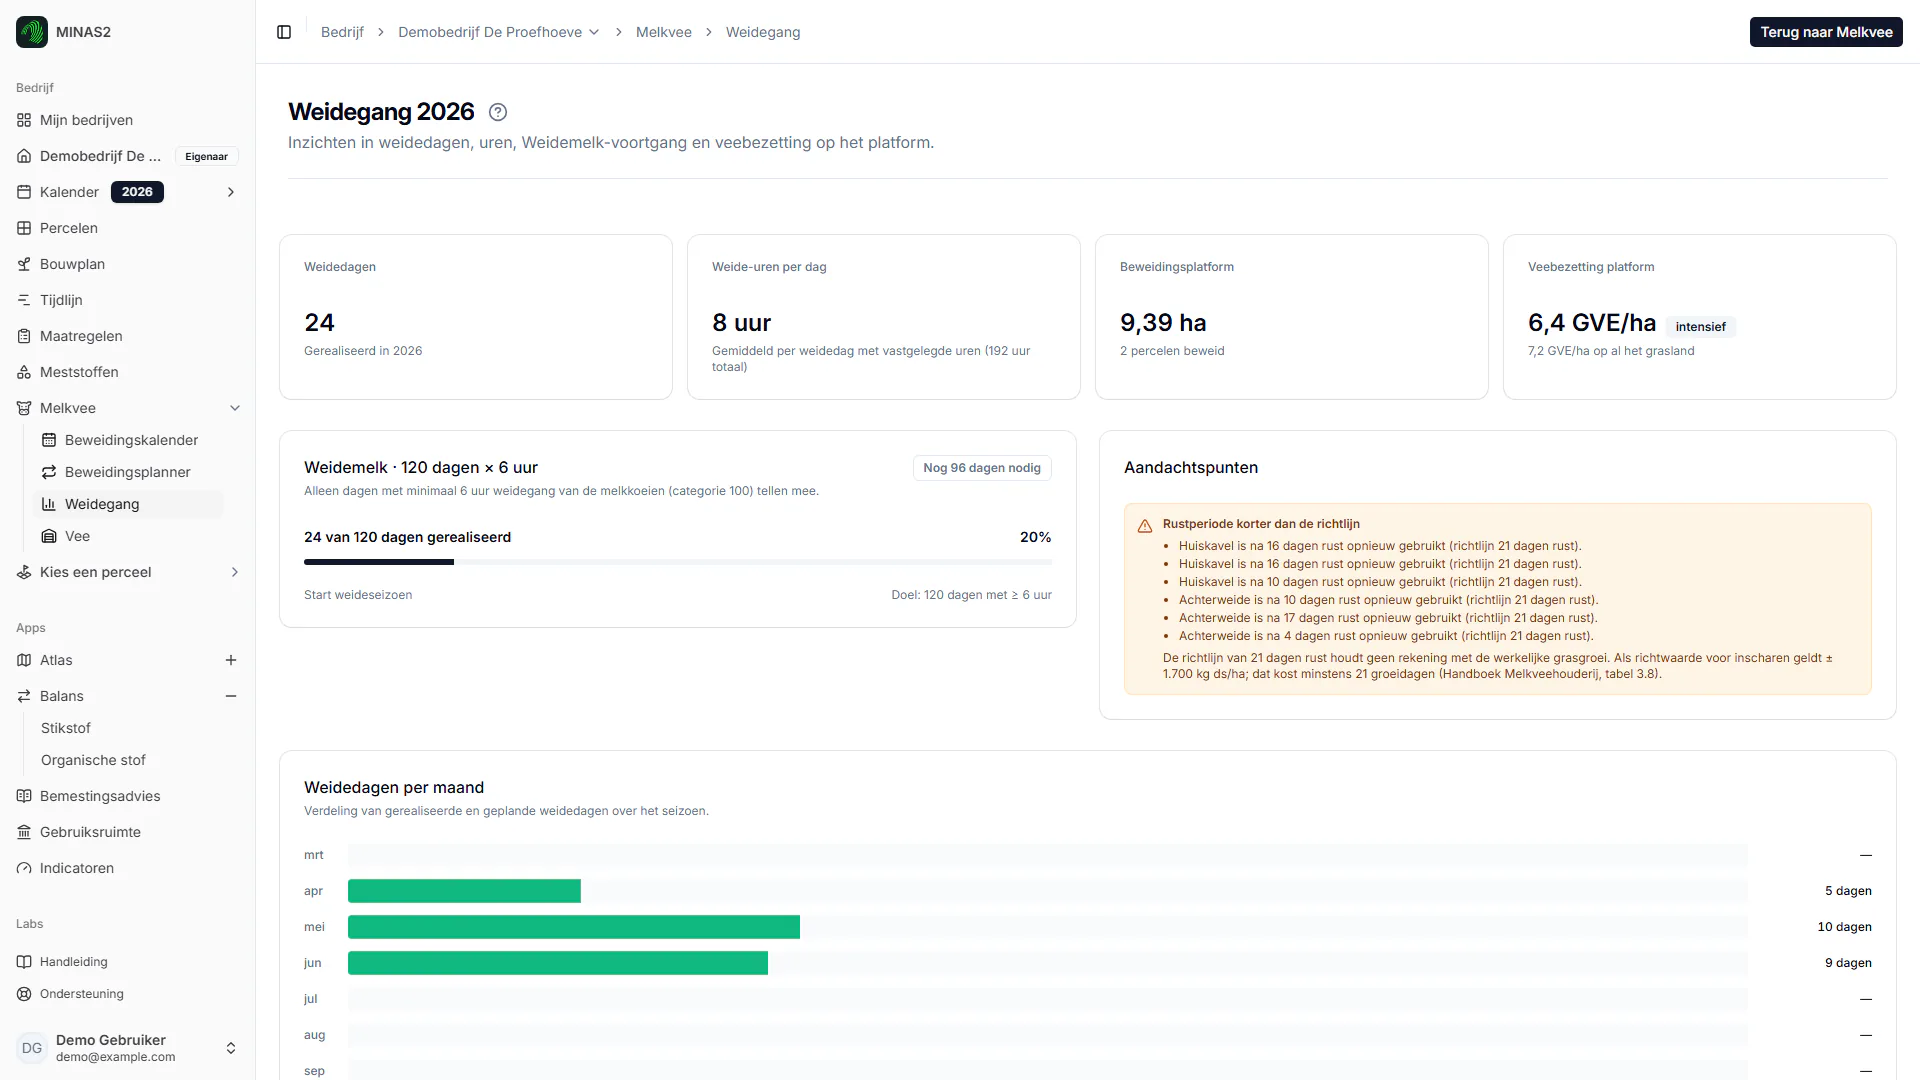 MINAS2
Bedrijf
Mijn bedrijven
Demobedrijf De ...
Eigenaar
Kalender
2026
Percelen
Bouwplan
Tijdlijn
Maatregelen
Meststoffen
Melkvee
Beweidingskalender
Beweidingsplanner
Weidegang
Vee
Kies een perceel
Apps
Atlas
Balans
Stikstof
Organische stof
Bemestingsadvies
Gebruiksruimte
Indicatoren
Labs
Handleiding
Ondersteuning
DG
Demo Gebruiker
demo@example.com
Bedrijf
Demobedrijf De Proefhoeve
Melkvee
Weidegang
Terug naar Melkvee
Weidegang 2026
Inzichten in weidedagen, uren, Weidemelk-voortgang en veebezetting op het platform.
Weidedagen
24
Gerealiseerd in 2026
Weide-uren per dag
8 uur
Gemiddeld per weidedag met vastgelegde uren (192 uur
totaal)
Beweidingsplatform
9,39 ha
2 percelen beweid
Veebezetting platform
6,4 GVE/ha
intensief
7,2 GVE/ha op al het grasland
Weidemelk · 120 dagen × 6 uur
Nog 96 dagen nodig
Alleen dagen met minimaal 6 uur weidegang van de melkkoeien (categorie 100) tellen mee.
24 van 120 dagen gerealiseerd
20%
Start weideseizoen
Doel: 120 dagen met ≥ 6 uur
Aandachtspunten
Rustperiode korter dan de richtlijn
• Huiskavel is na 16 dagen rust opnieuw gebruikt (richtlijn 21 dagen rust).
• Huiskavel is na 16 dagen rust opnieuw gebruikt (richtlijn 21 dagen rust).
• Huiskavel is na 10 dagen rust opnieuw gebruikt (richtlijn 21 dagen rust).
• Achterweide is na 10 dagen rust opnieuw gebruikt (richtlijn 21 dagen rust).
• Achterweide is na 17 dagen rust opnieuw gebruikt (richtlijn 21 dagen rust).
• Achterweide is na 4 dagen rust opnieuw gebruikt (richtlijn 21 dagen rust).
De richtlijn van 21 dagen rust houdt geen rekening met de werkelijke grasgroei. Als richtwaarde voor inscharen geldt ±
1.700 kg ds/ha; dat kost minstens 21 groeidagen (Handboek Melkveehouderij, tabel 3.8).
Weidedagen per maand
Verdeling van gerealiseerde en geplande weidedagen over het seizoen.
mrt —
apr 5 dagen
mei 10 dagen
jun 9 dagen
jul —
aug —
sep —